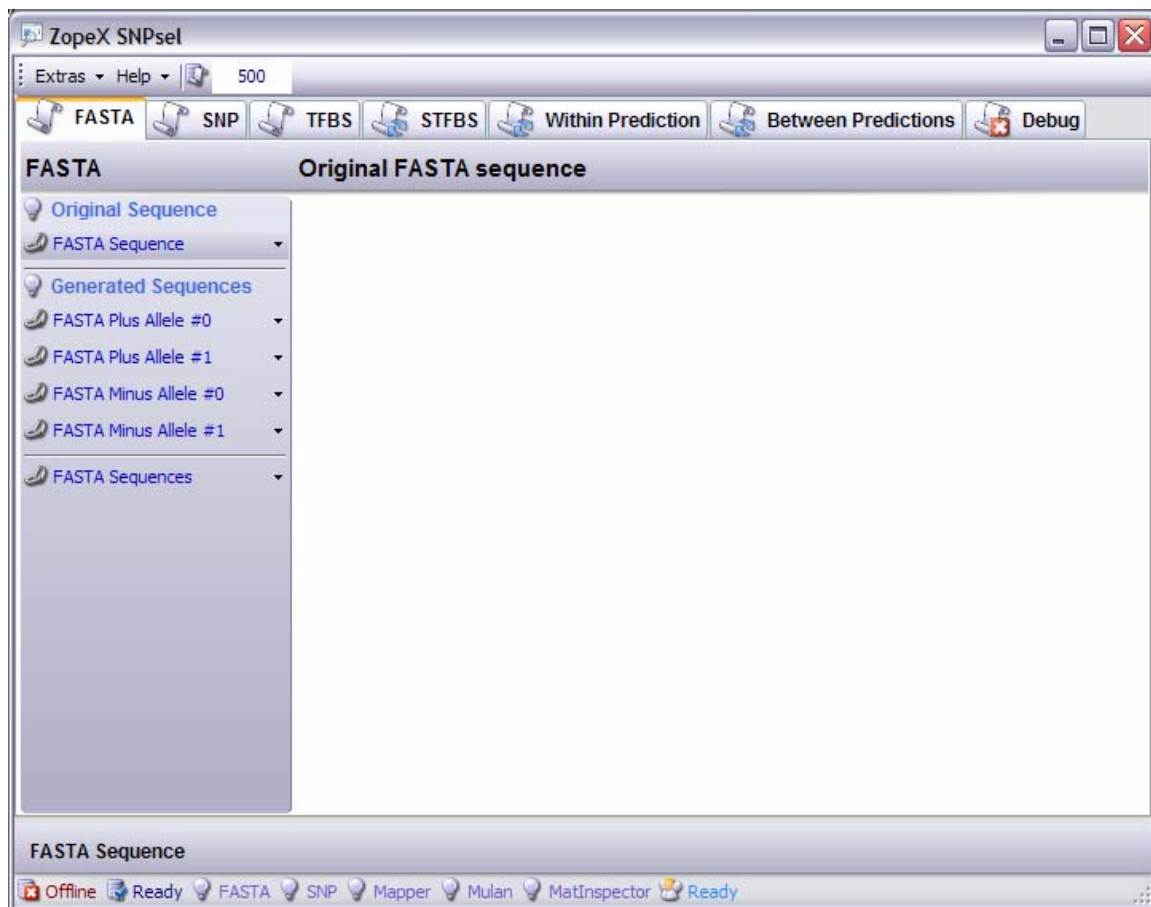 ZopeX SNPsel
Extras Help 500
FASTA SNP TFBS STFBS Within Prediction Between Predictions Debug
FASTA Original FASTA sequence
Original Sequence
FASTA Sequence
Generated Sequences
FASTA Plus Allele #0
FASTA Plus Allele #1
FASTA Minus Allele #0
FASTA Minus Allele #1
FASTA Sequences
FASTA Sequence
Offline Ready FASTA SNP Mapper Mulan MatInspector Ready